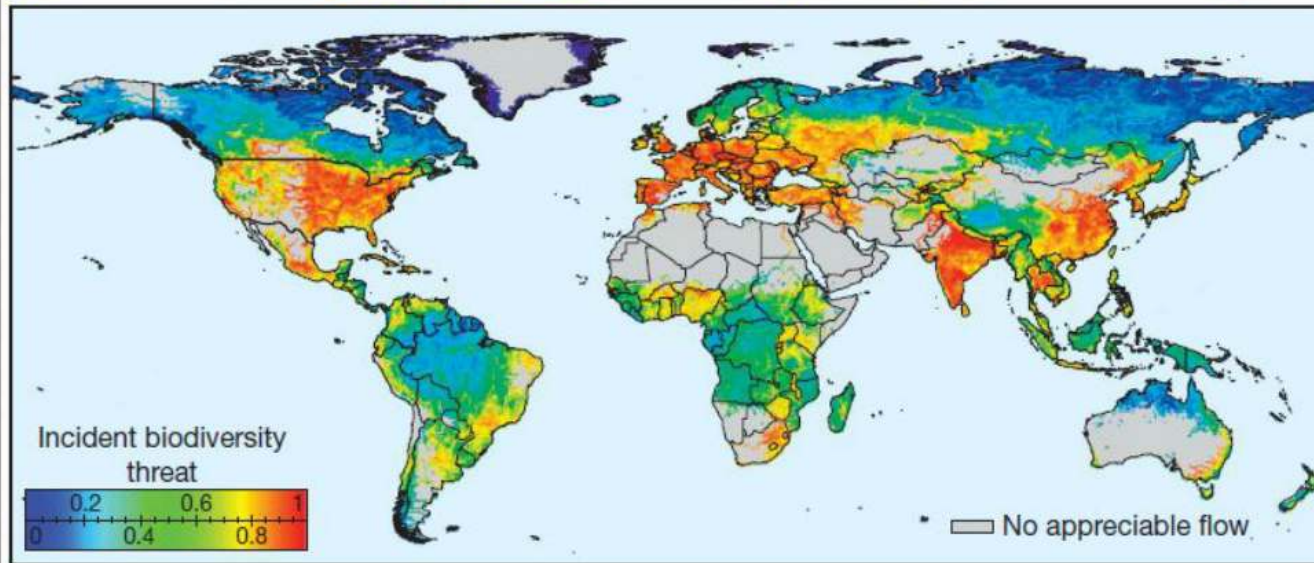 Incident biodiversity
threat
0.2 0.6 1
0 0.4 0.8
No appreciable flow